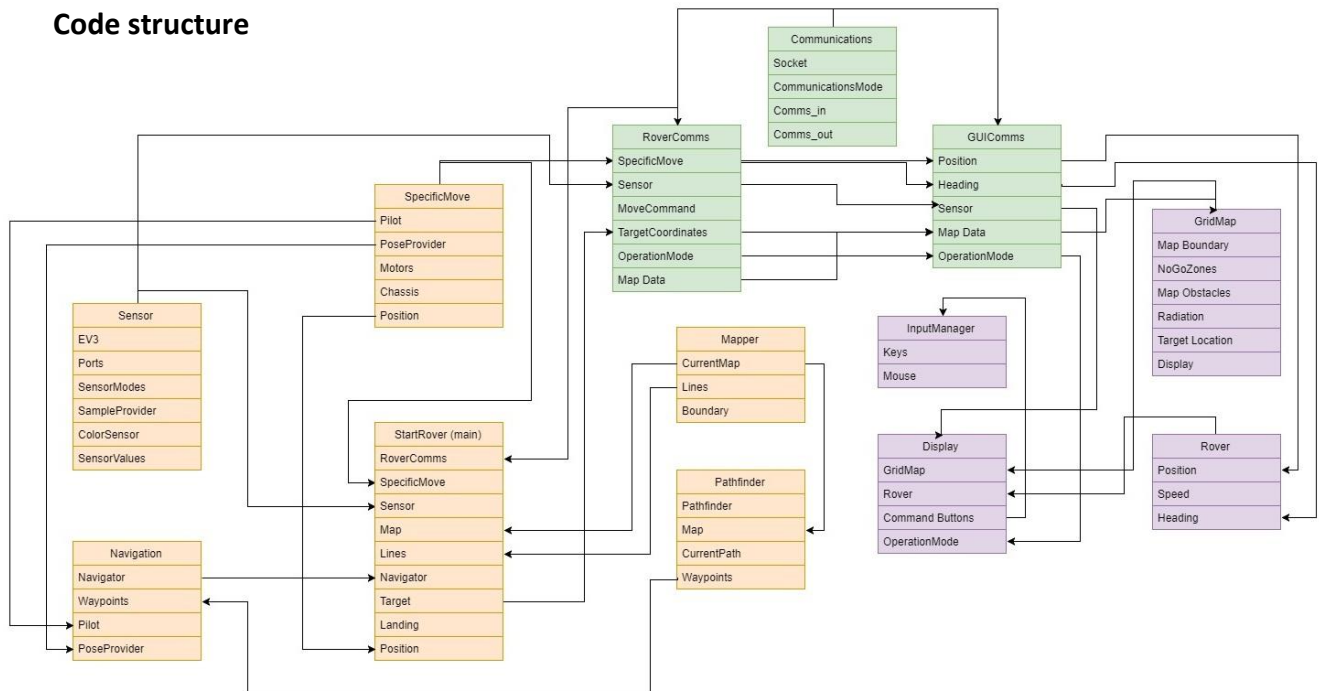 Code structure
Communications
Socket
CommunicationsMode
Comms_in
Comms_out
RoverComms
SpecificMove
Sensor
MoveCommand
TargetCoordinates
OperationMode
Map Data
GUIComms
Position
Heading
Sensor
Map Data
OperationMode
SpecificMove
Pilot
PoseProvider
Motors
Chassis
Position
GridMap
Map Boundary
NoGoZones
Map Obstacles
Radiation
Target Location
Display
Sensor
EV3
Ports
SensorModes
SampleProvider
ColorSensor
SensorValues
Mapper
CurrentMap
Lines
Boundary
InputManager
Keys
Mouse
StartRover (main)
RoverComms
SpecificMove
Sensor
Map
Lines
Navigator
Target
Landing
Position
Display
GridMap
Rover
Command Buttons
OperationMode
Rover
Position
Speed
Heading
Pathfinder
Pathfinder
Map
CurrentPath
Waypoints
Navigation
Navigator
Waypoints
Pilot
PoseProvider